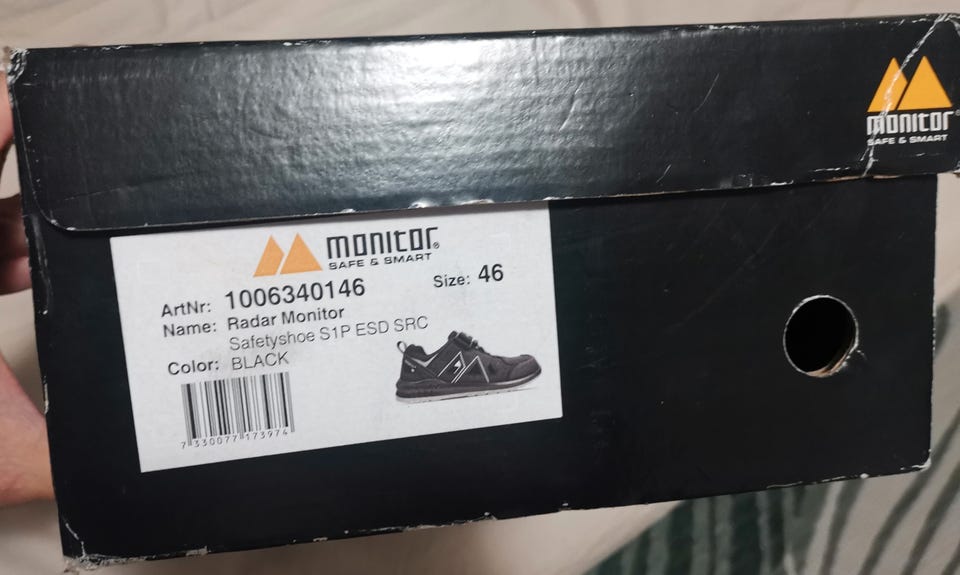 monitor®
SAFE & SMART
monitor®
SAFE & SMART
ArtNr: 1006340146
Size: 46
Name: Radar Monitor
Safetyshoe S1P ESD SRC
Color: BLACK
7 330077 173974